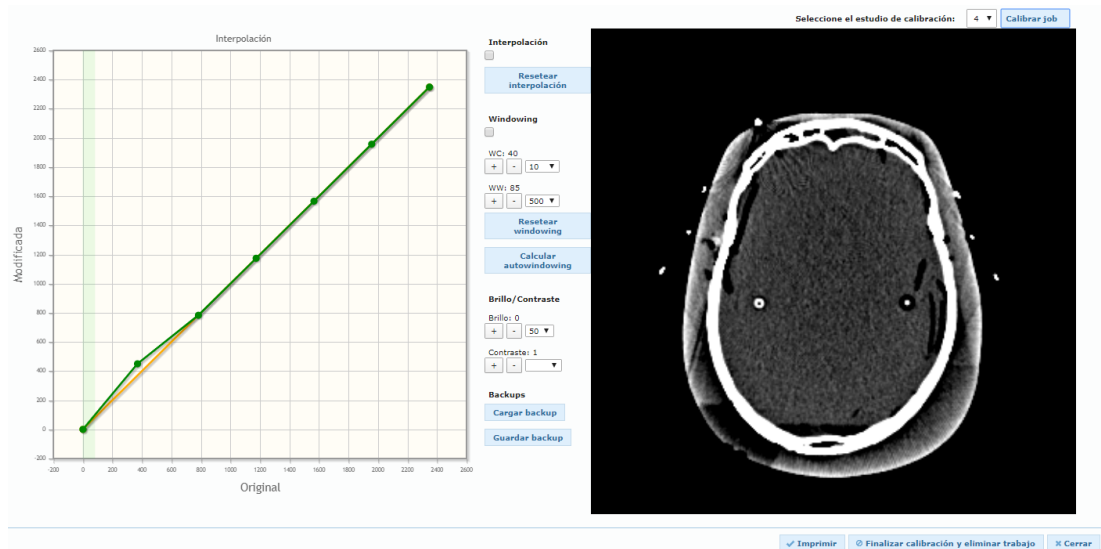 Seleccione el estudio de calibración: 4 Calibrar job
Interpolación
2600
2400
2200
2000
1800
1600
1400
1200
1000
800
600
400
200
0
-200
Modificada
-200 0 200 400 600 800 1000 1200 1400 1600 1800 2000 2200 2400 2600
Original
Interpolación
Resetear
interpolación
Windowing
WC: 40
+ - 10
WW: 85
+ - 500
Resetear
windowing
Calcular
autowindowing
Brillo/Contraste
Brillo: 0
+ - 50
Contraste: 1
+ -
Backups
Cargar backup
Guardar backup
Imprimir Finalizar calibración y eliminar trabajo Cerrar